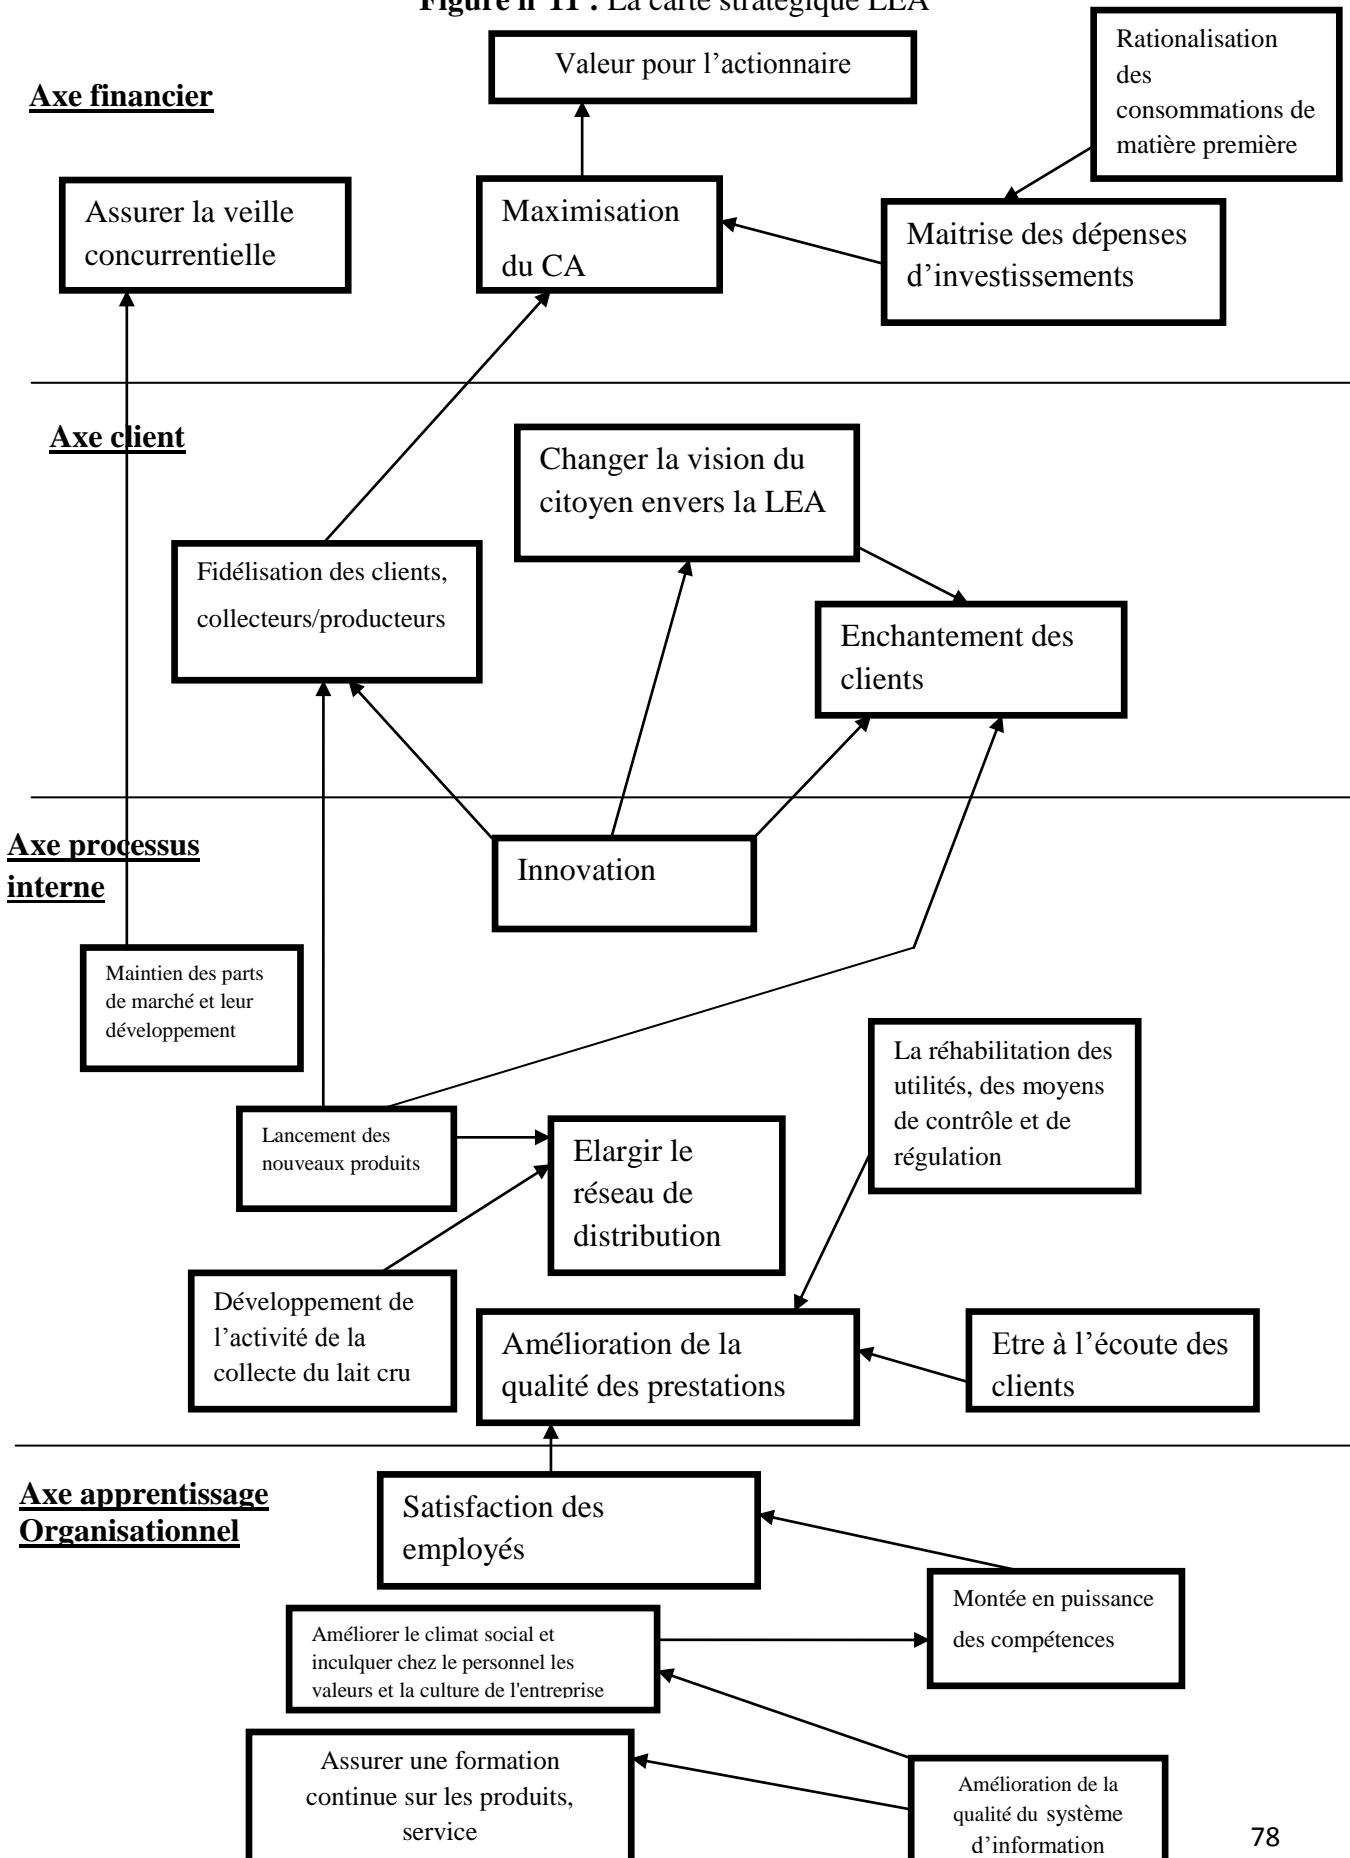 Figure n°11 : La carte stratégique LEA
Valeur pour l’actionnaire
Rationalisation
des
consommations de
matière première
Axe financier
Assurer la veille
concurrentielle
Maximisation
du CA
Maitrise des dépenses
d’investissements
Axe client
Changer la vision du
citoyen envers la LEA
Fidélisation des clients,
collecteurs/producteurs
Enchantement des
clients
Axe processus
interne
Innovation
Maintien des parts
de marché et leur
développement
La réhabilitation des
utilités, des moyens
de contrôle et de
régulation
Lancement des
nouveaux produits
Elargir le
réseau de
distribution
Développement de
l’activité de la
collecte du lait cru
Amélioration de la
qualité des prestations
Etre à l’écoute des
clients
Axe apprentissage
Organisationnel
Satisfaction des
employés
Montée en puissance
des compétences
Améliorer le climat social et
inculquer chez le personnel les
valeurs et la culture de l'entreprise
Assurer une formation
continue sur les produits,
service
Amélioration de la
qualité du système
d’information
78